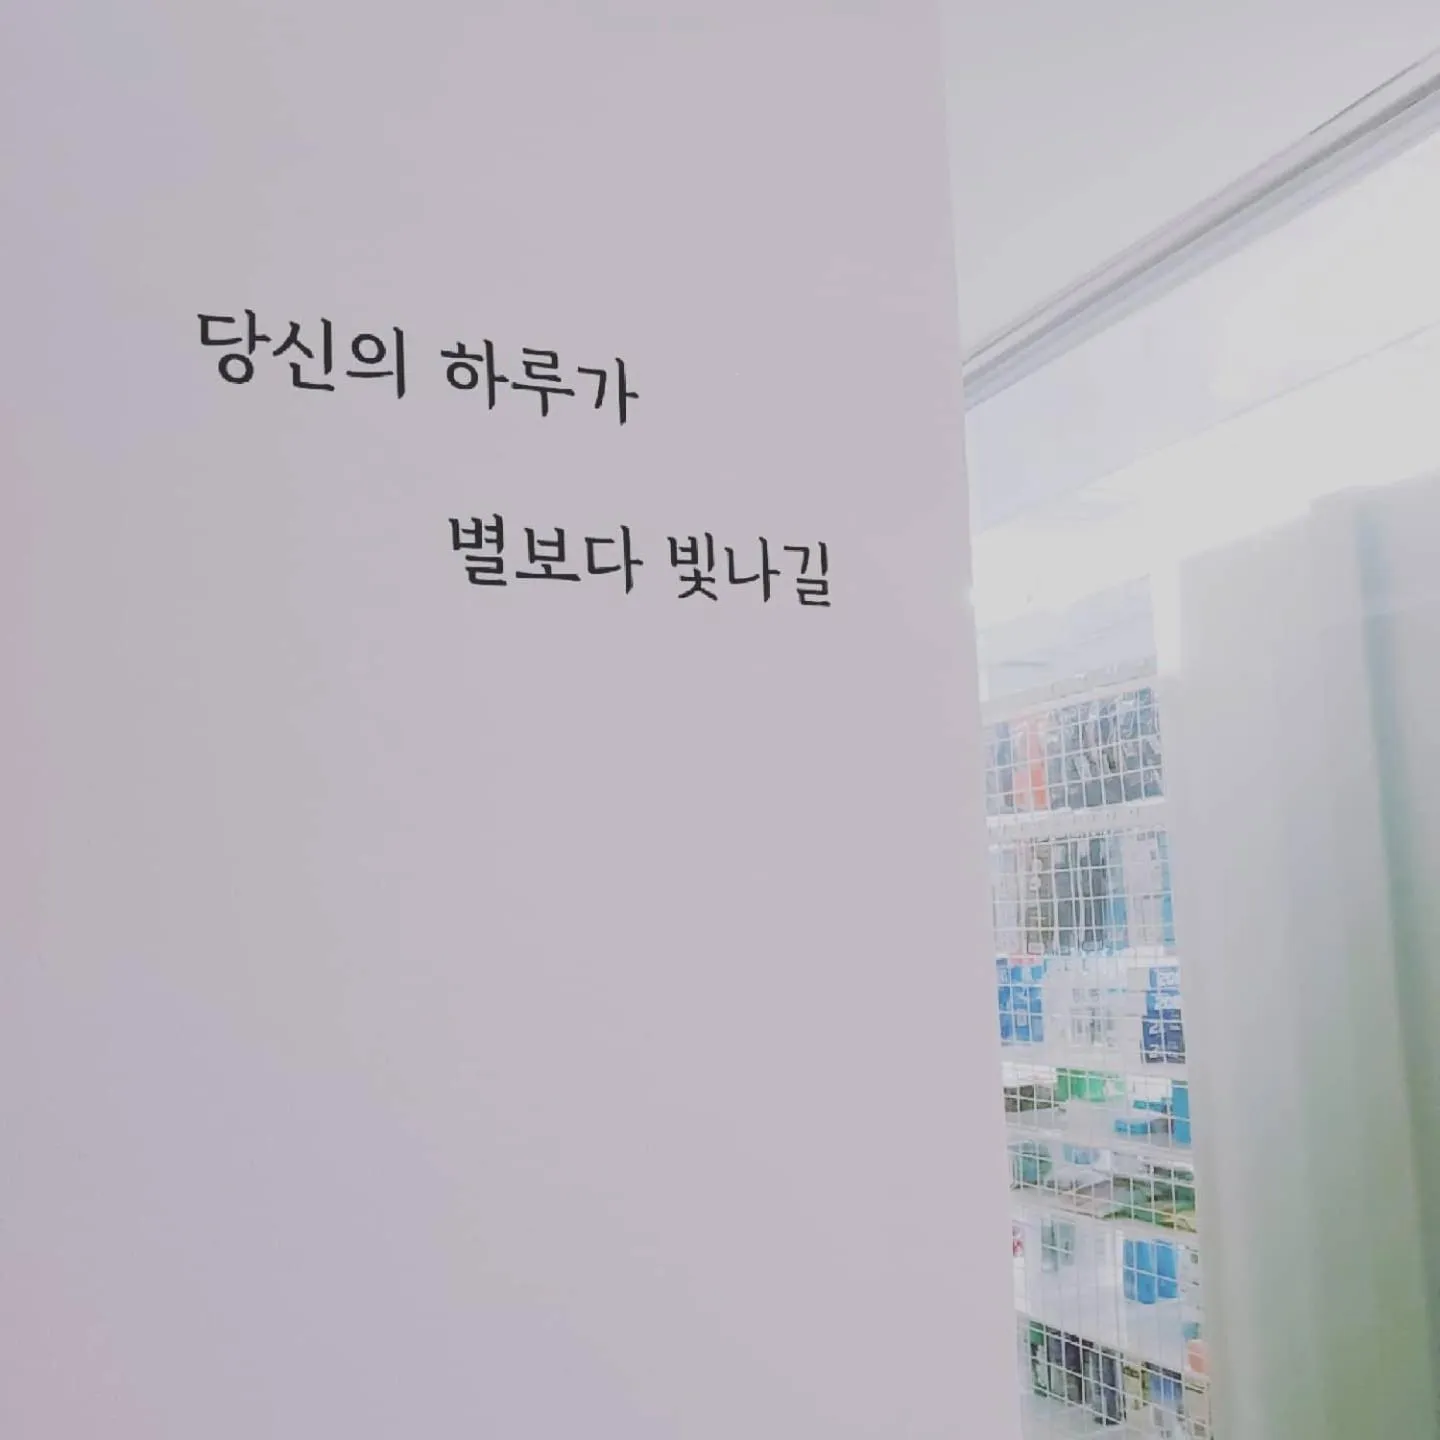 당신의 하루가
별보다 빛나길